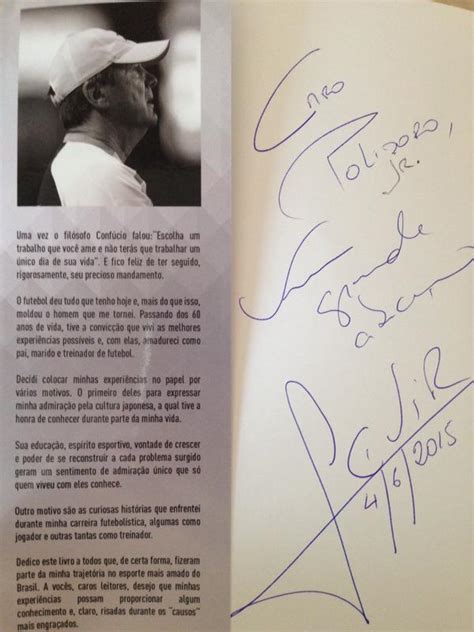 Uma vez o filósofo Confúcio falou:"Escolha um
trabalho que você ame e não terás que trabalhar um
único dia de sua vida". E fico feliz de ter seguido,
rigorosamente, seu precioso mandamento.
O futebol deu tudo que tenho hoje e, mais do que isso,
moldou o homem que me tornei. Passando dos 60
anos de vida, tive a convicção que vivi as melhores
experiências possíveis e, com elas, amadureci como
pai, marido e treinador de futebol.
Decidi colocar minhas experiências no papel por
vários motivos. O primeiro deles para expressar
minha admiração pela cultura japonesa, a qual tive a
honra de conhecer durante parte da minha vida.
Sua educação, espírito esportivo, vontade de crescer
e poder de se reconstruir a cada problema surgido
geram um sentimento de admiração único que só
quem viveu com eles conhece.
Outro motivo são as curiosas histórias que enfrentei
durante minha carreira futebolística, algumas como
jogador e outras tantas como treinador.
Dedico este livro a todos que, de certa forma, fizeram
parte da minha trajetória no esporte mais amado do
Brasil. A vocês, caros leitores, desejo que minhas
experiências possam proporcionar algum
conhecimento e, claro, risadas durante os "causos"
mais engraçados.
Caro
Polidoro,
Jr.
Um
grande
abraço
4/6/2015